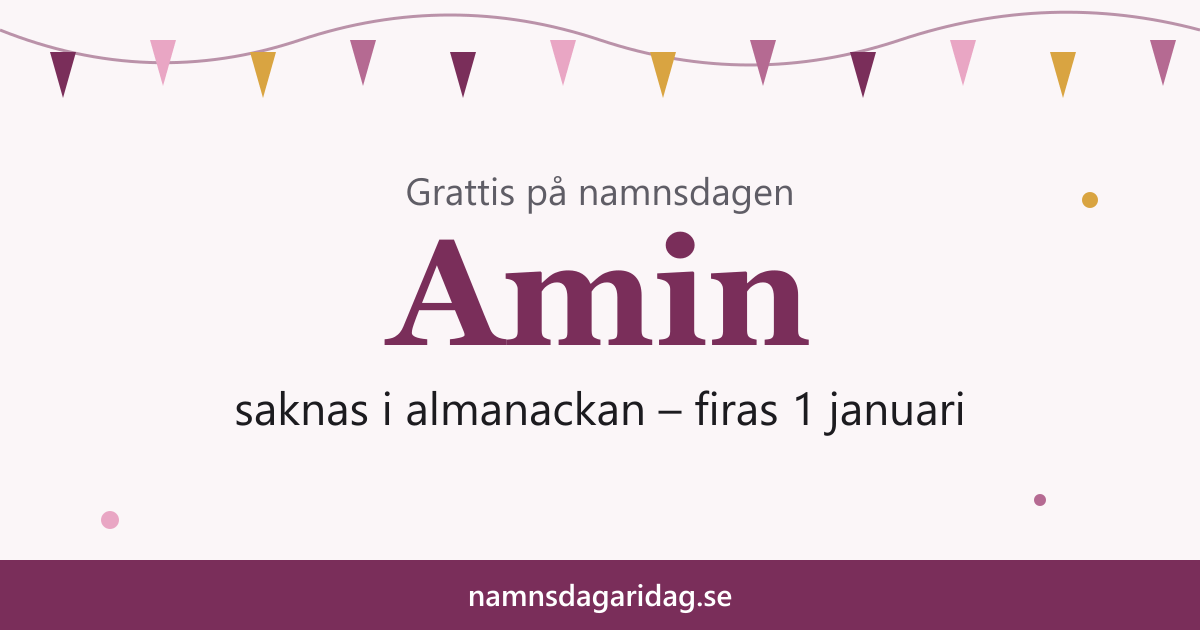 Grattis på namnsdagen
Amin
saknas i almanackan – firas 1 januari
namnsdagaridag.se